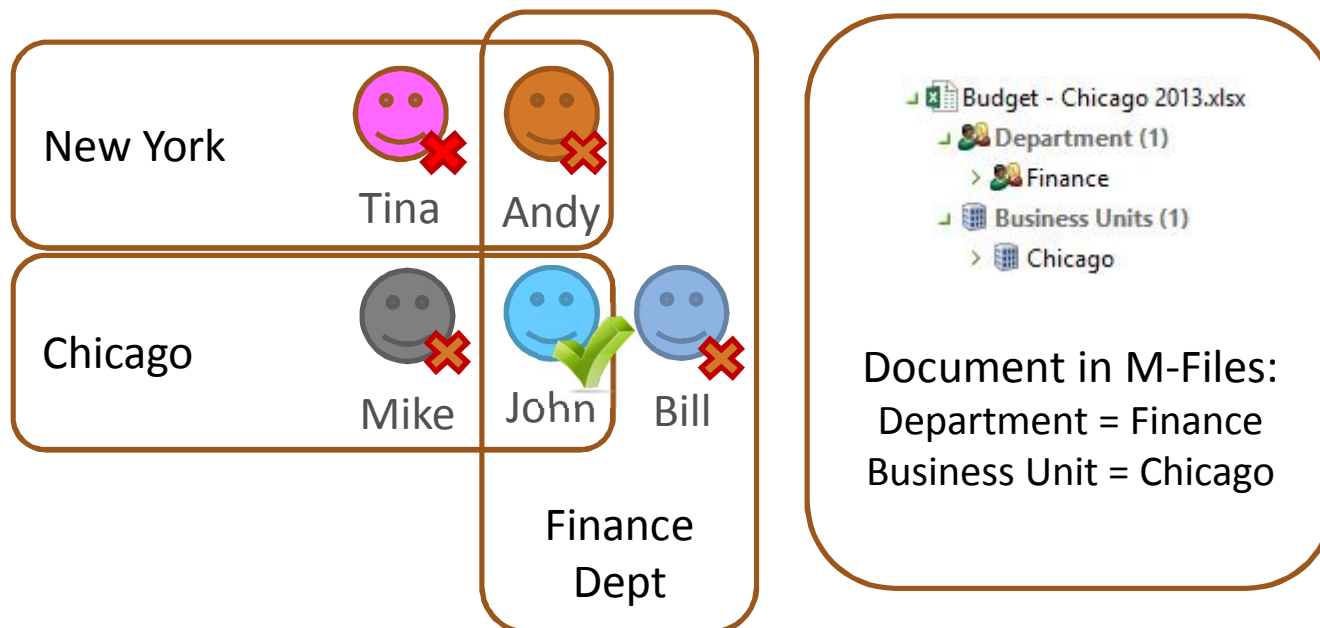 New York
Tina
Andy
Chicago
Mike
John
Bill
Finance
Dept
Budget - Chicago 2013.xlsx
Department (1)
Finance
Business Units (1)
Chicago
Document in M-Files:
Department = Finance
Business Unit = Chicago